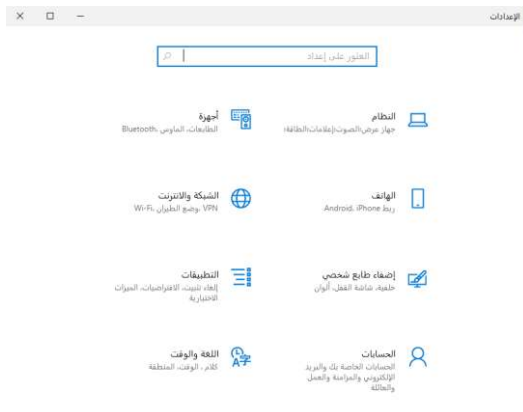 الإعدادات
العثور على إعداد
النظام
جهاز عرض،الصوت،إعلامات،الطاقة،
أجهزة
Bluetooth، الطابعات، الماوس
الهاتف
ربط Android، iPhone.
الشبكة والانترنت
Wi-Fi، وضع الطيران، VPN
إضفاء طابع شخصي
خلفية، شاشة القفل، ألوان
التطبيقات
إلغاء تثبيت، الافتراضيات، الميزات
الاختيارية
الحسابات
الحسابات الخاصة بك والبريد
الإلكتروني والمزامنة والعمل
والعائلة
اللغة والوقت
كلام ، الوقت، المنطقة